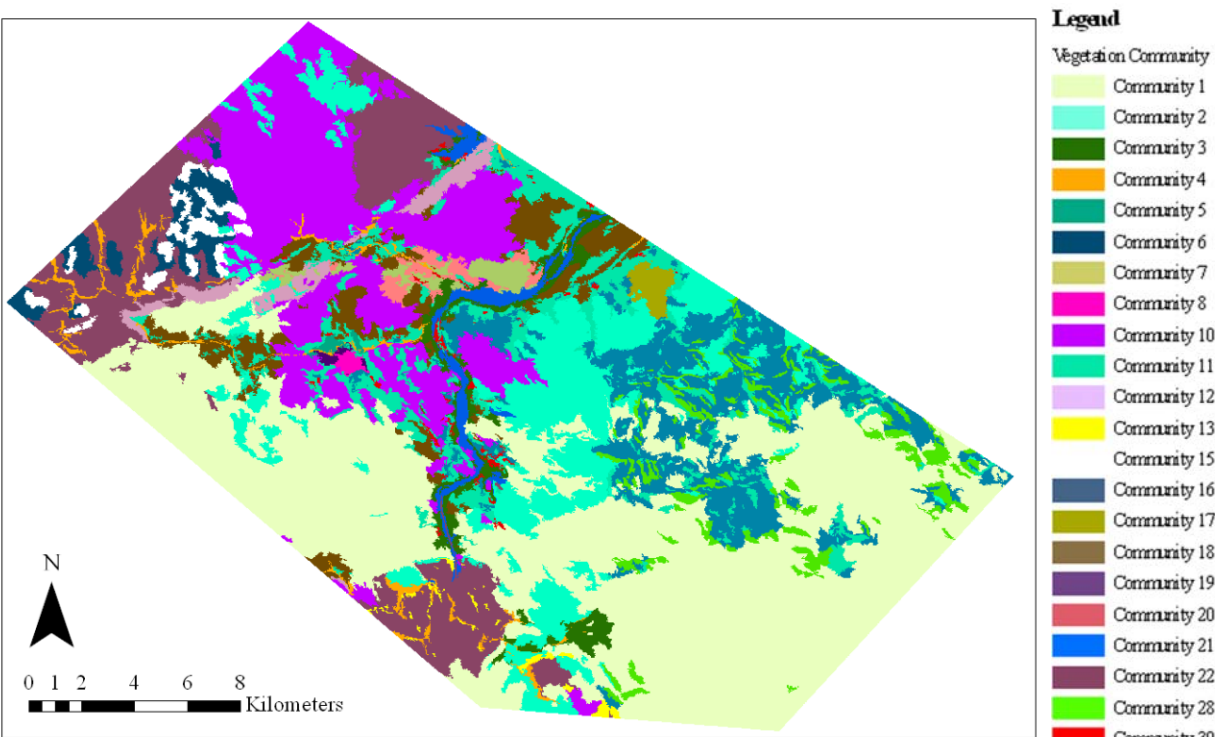 Legend
Vegetation Community
Community 1
Community 2
Community 3
Community 4
Community 5
Community 6
Community 7
Community 8
Community 10
Community 11
Community 12
Community 13
Community 15
Community 16
Community 17
Community 18
Community 19
Community 20
Community 21
Community 22
Community 28
Community
N
0 1 2 4 6 8
Kilometers